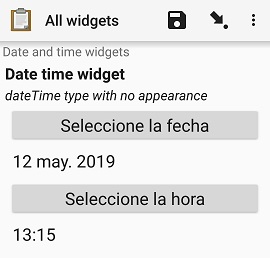 All widgets
Date and time widgets
Date time widget
dateTime type with no appearance
Seleccione la fecha
12 may. 2019
Seleccione la hora
13:15